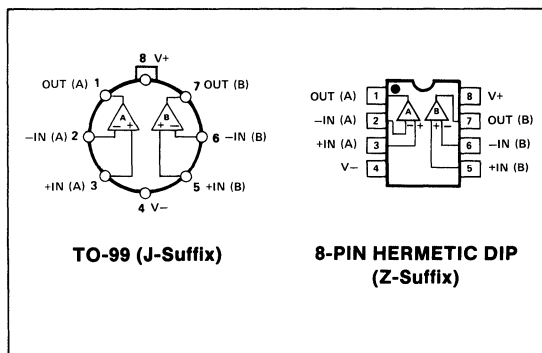 8 V+
OUT (A) 1
7 OUT (B)
A
B
− +
+ −
−IN (A) 2
6 −IN (B)
+IN (A) 3
5 +IN (B)
4 V−
TO-99 (J-Suffix)
OUT (A) 1
8 V+
−IN (A) 2
7 OUT (B)
A
B
− +
+ −
+IN (A) 3
6 −IN (B)
V− 4
5 +IN (B)
8-PIN HERMETIC DIP
(Z-Suffix)